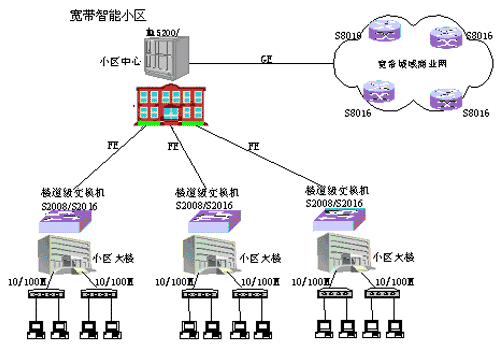 宽带智能小区
5200/
小区中心
GE
S8016
S8016
宽带城域商业网
S8016
S8016
FE
FE
FE
楼道级交换机
S2008/S2016
楼道级交换机
S2008/S2016
楼道级交换机
S2008/S2016
小区大楼
小区大楼
小区大楼
10/100M
10/100M
10/100M
10/100M
10/100M
10/100M